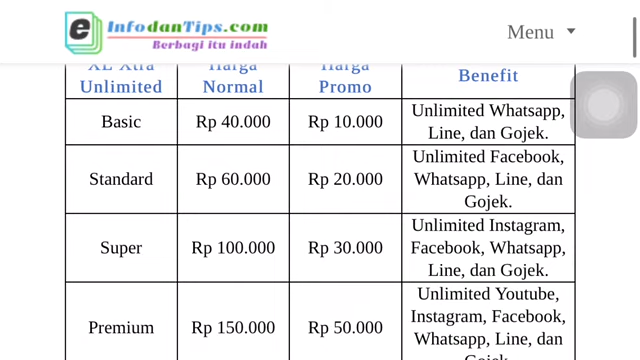 e InfodanTips.com
Berbagi itu indah
Menu
XL Xtra Unlimited
Harga Normal
Harga Promo
Benefit
Basic
Rp 40.000
Rp 10.000
Unlimited Whatsapp,
Line, dan Gojek.
Standard
Rp 60.000
Rp 20.000
Unlimited Facebook,
Whatsapp, Line, dan
Gojek.
Super
Rp 100.000
Rp 30.000
Unlimited Instagram,
Facebook, Whatsapp,
Line, dan Gojek.
Premium
Rp 150.000
Rp 50.000
Unlimited Youtube,
Instagram, Facebook,
Whatsapp, Line, dan
Gojek.